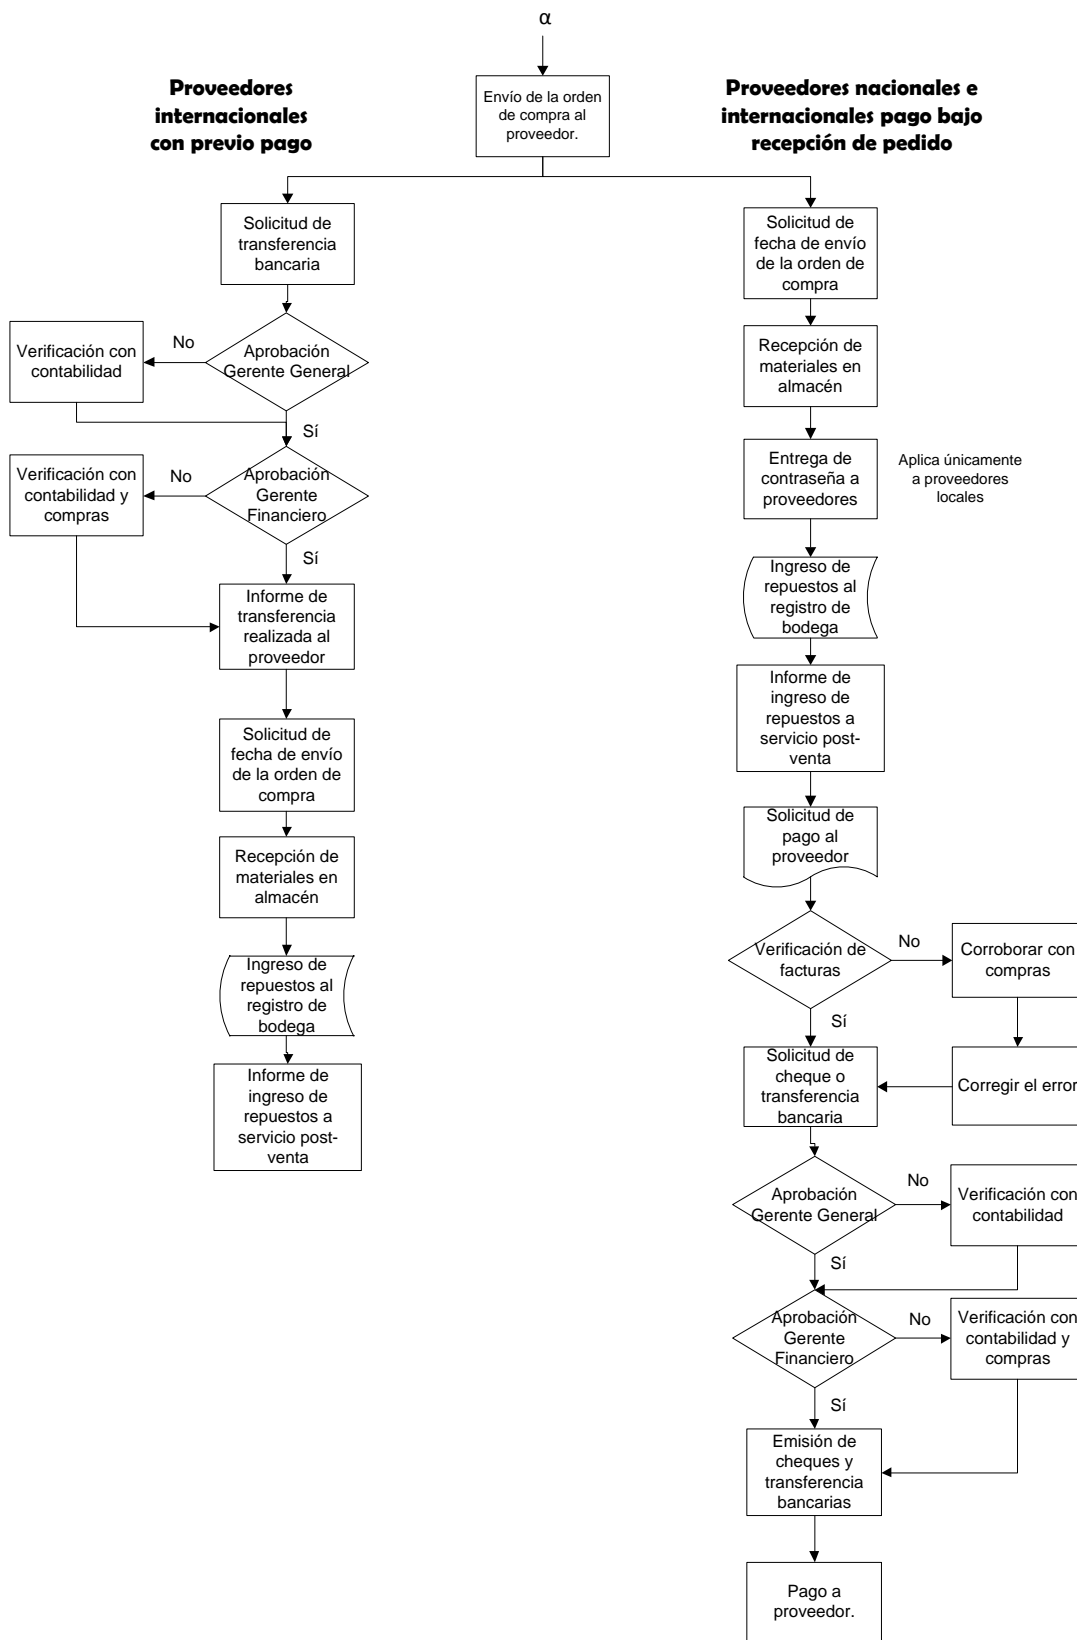 α
Envío de la orden
de compra al
proveedor.
Proveedores
internacionales
con previo pago
Solicitud de
transferencia
bancaria
Aprobación
Gerente General
No
Verificación con
contabilidad
Sí
Aprobación
Gerente
Financiero
No
Verificación con
contabilidad y
compras
Sí
Informe de
transferencia
realizada al
proveedor
Solicitud de
fecha de envío
de la orden de
compra
Recepción de
materiales en
almacén
Ingreso de
repuestos al
registro de
bodega
Informe de
ingreso de
repuestos a
servicio post-
venta
Proveedores nacionales e
internacionales pago bajo
recepción de pedido
Solicitud de
fecha de envío
de la orden de
compra
Recepción de
materiales en
almacén
Entrega de
contraseña a
proveedores
Aplica únicamente
a proveedores
locales
Ingreso de
repuestos al
registro de
bodega
Informe de
ingreso de
repuestos a
servicio post-
venta
Solicitud de
pago al
proveedor
Verificación de
facturas
No
Corroborar con
compras
Corregir el error
Sí
Solicitud de
cheque o
transferencia
bancaria
Aprobación
Gerente General
No
Verificación con
contabilidad
Sí
Aprobación
Gerente
Financiero
No
Verificación con
contabilidad y
compras
Sí
Emisión de
cheques y
transferencia
bancarias
Pago a
proveedor.